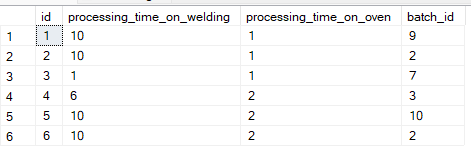 id processing_time_on_welding processing_time_on_oven batch_id
1 1 10 1 9
2 2 10 1 2
3 3 1 1 7
4 4 6 2 3
5 5 10 2 10
6 6 10 2 2